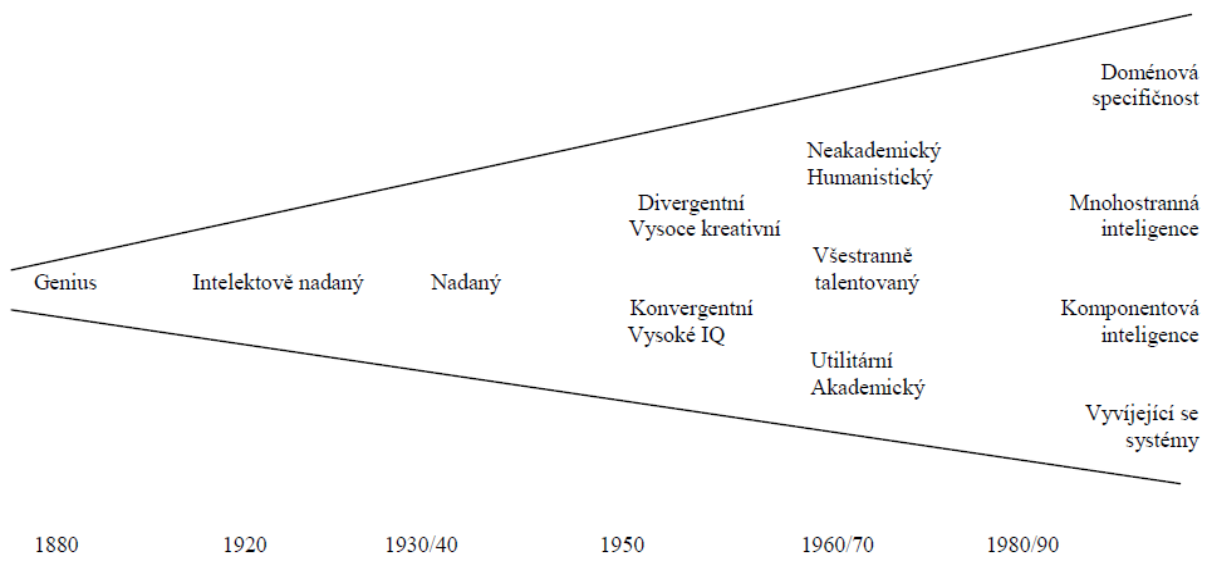 Doménová
specifičnost
Neakademický
Humanistický
Divergentní
Vysoce kreativní
Mnohostranná
inteligence
Všestranně
talentovaný
Genius
Intelektově nadaný
Nadaný
Konvergentní
Vysoké IQ
Komponentová
inteligence
Utilitární
Akademický
Vyvíjející se
systémy
1880
1920
1930/40
1950
1960/70
1980/90